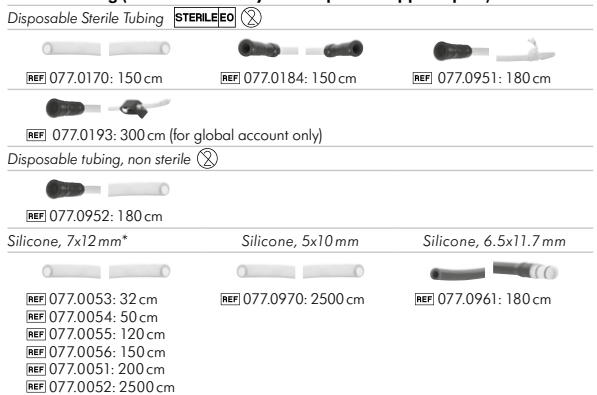 Disposable Sterile Tubing STERILE EO
REF 077.0170: 150 cm REF 077.0184: 150 cm REF 077.0951: 180 cm
REF 077.0193: 300 cm (for global account only)
Disposable tubing, non sterile
REF 077.0952: 180 cm
Silicone, 7x12 mm* Silicone, 5x10 mm Silicone, 6.5x11.7 mm
REF 077.0053: 32 cm REF 077.0970: 2500 cm REF 077.0961: 180 cm
REF 077.0054: 50 cm
REF 077.0055: 120 cm
REF 077.0056: 150 cm
REF 077.0051: 200 cm
REF 077.0052: 2500 cm